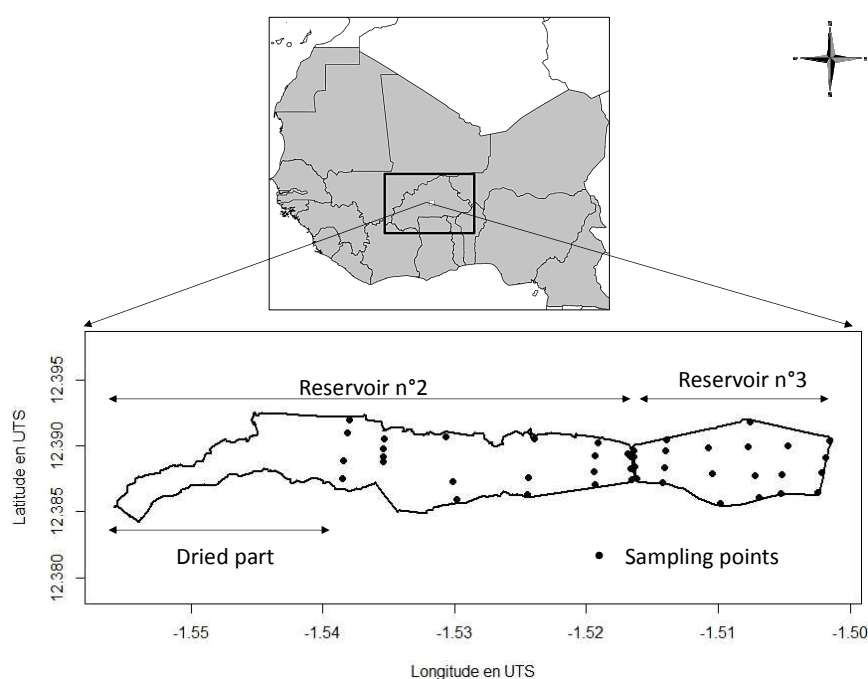 Reservoir n°2
Reservoir n°3
Dried part
Sampling points
Latitude en UTS
12.395
12.390
12.385
12.380
-1.55
-1.54
-1.53
-1.52
-1.51
-1.50
Longitude en UTS